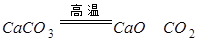 高温
CaCO₃ ═══ CaO CO₂